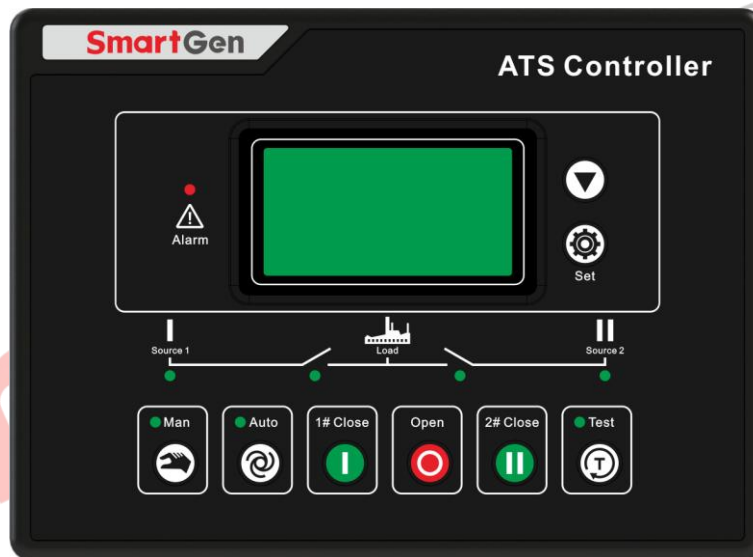 SmartGen
ATS Controller
Alarm
Set
I
II
Source 1
Load
Source 2
Man
Auto
1# Close
Open
2# Close
Test
I
II
T